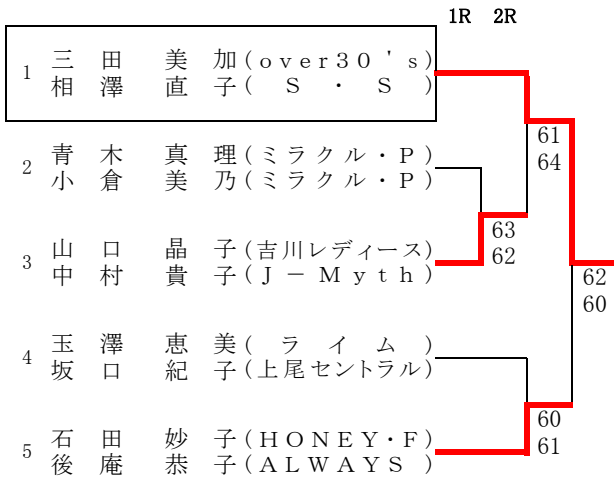 1R 2R
1 三田 美加(over30's)
相澤 直子(S・S)
61
64
2 青木 真理(ミラクル・P)
小倉 美乃(ミラクル・P)
63
62
3 山口 晶子(吉川レディース)
中村 貴子(J－Myth)
62
60
4 玉澤 恵美(ライム)
坂口 紀子(上尾セントラル)
60
61
5 石田 妙子(HONEY・F)
後庵 恭子(ALWAYS)